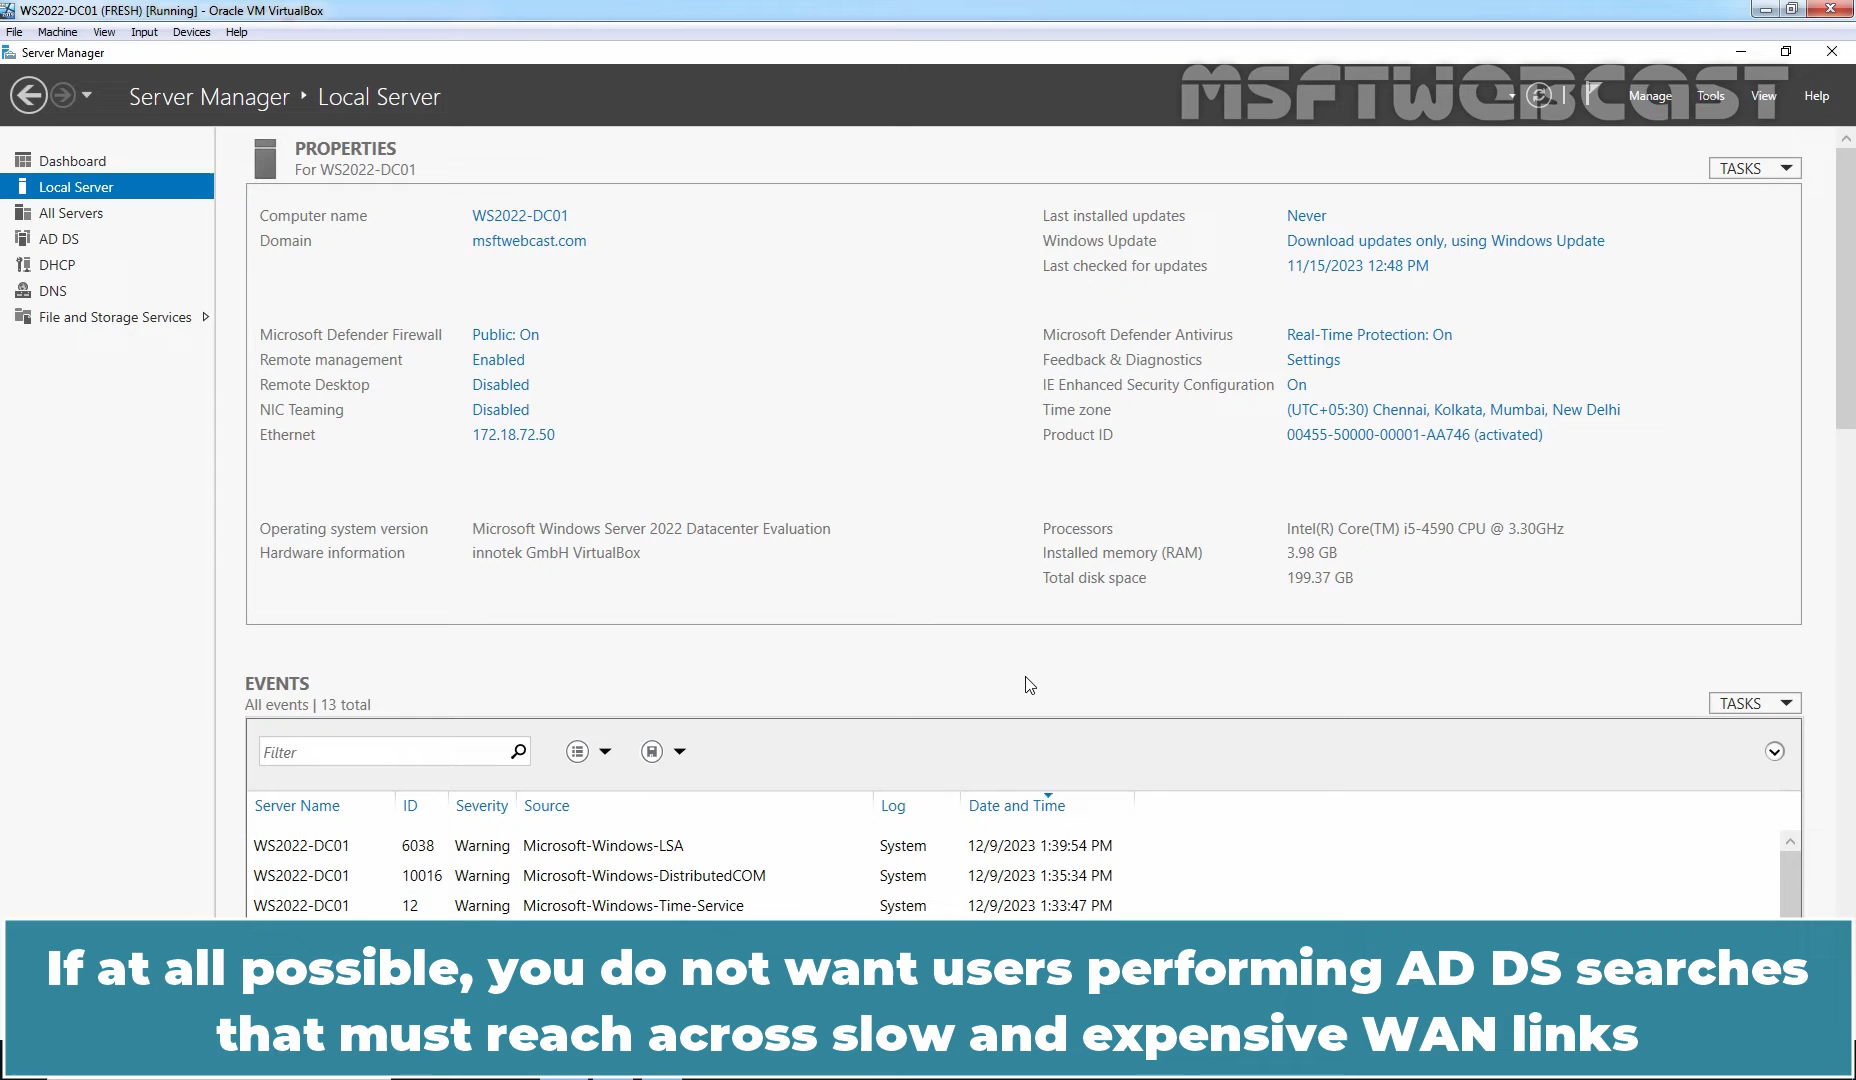 WS2022-DC01 (FRESH) [Running] - Oracle VM VirtualBox
File Machine View Input Devices Help
Server Manager
Server Manager ‣ Local Server
MSFTWEBCAST
Manage Tools View Help
Dashboard
Local Server
All Servers
AD DS
DHCP
DNS
File and Storage Services
PROPERTIES
For WS2022-DC01
TASKS
Computer name WS2022-DC01
Domain msftwebcast.com
Last installed updates Never
Windows Update Download updates only, using Windows Update
Last checked for updates 11/15/2023 12:48 PM
Microsoft Defender Firewall Public: On
Remote management Enabled
Remote Desktop Disabled
NIC Teaming Disabled
Ethernet 172.18.72.50
Microsoft Defender Antivirus Real-Time Protection: On
Feedback & Diagnostics Settings
IE Enhanced Security Configuration On
Time zone (UTC+05:30) Chennai, Kolkata, Mumbai, New Delhi
Product ID 00455-50000-00001-AA746 (activated)
Operating system version Microsoft Windows Server 2022 Datacenter Evaluation
Hardware information innotek GmbH VirtualBox
Processors Intel(R) Core(TM) i5-4590 CPU @ 3.30GHz
Installed memory (RAM) 3.98 GB
Total disk space 199.37 GB
EVENTS
All events | 13 total
TASKS
Filter
Server Name ID Severity Source Log Date and Time
WS2022-DC01 6038 Warning Microsoft-Windows-LSA System 12/9/2023 1:39:54 PM
WS2022-DC01 10016 Warning Microsoft-Windows-DistributedCOM System 12/9/2023 1:35:34 PM
WS2022-DC01 12 Warning Microsoft-Windows-Time-Service System 12/9/2023 1:33:47 PM
If at all possible, you do not want users performing AD DS searches
that must reach across slow and expensive WAN links